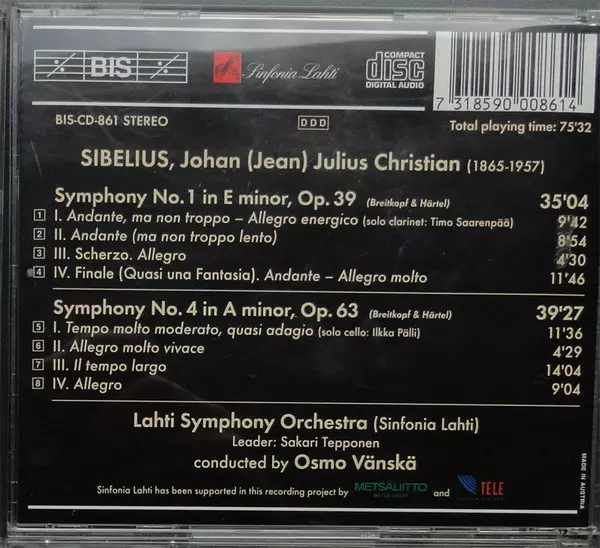 BIS
Sinfonia Lahti
COMPACT
disc
DIGITAL AUDIO
7 318590 008614
BIS-CD-861 STEREO
DDD
Total playing time: 75'32
SIBELIUS, Johan (Jean) Julius Christian (1865-1957)
Symphony No. 1 in E minor, Op. 39 (Breitkopf & Härtel) 35'04
1 I. Andante, ma non troppo – Allegro energico (solo clarinet: Timo Saarenpää) 9'42
2 II. Andante (ma non troppo lento) 8'54
3 III. Scherzo. Allegro 4'30
4 IV. Finale (Quasi una Fantasia). Andante – Allegro molto 11'46
Symphony No. 4 in A minor, Op. 63 (Breitkopf & Härtel) 39'27
5 I. Tempo molto moderato, quasi adagio (solo cello: Ilkka Pälli) 11'36
6 II. Allegro molto vivace 4'29
7 III. Il tempo largo 14'04
8 IV. Allegro 9'04
Lahti Symphony Orchestra (Sinfonia Lahti)
Leader: Sakari Tepponen
conducted by Osmo Vänskä
Sinfonia Lahti has been supported in this recording project by METSÄLIITTO and TELE
MADE IN AUSTRIA